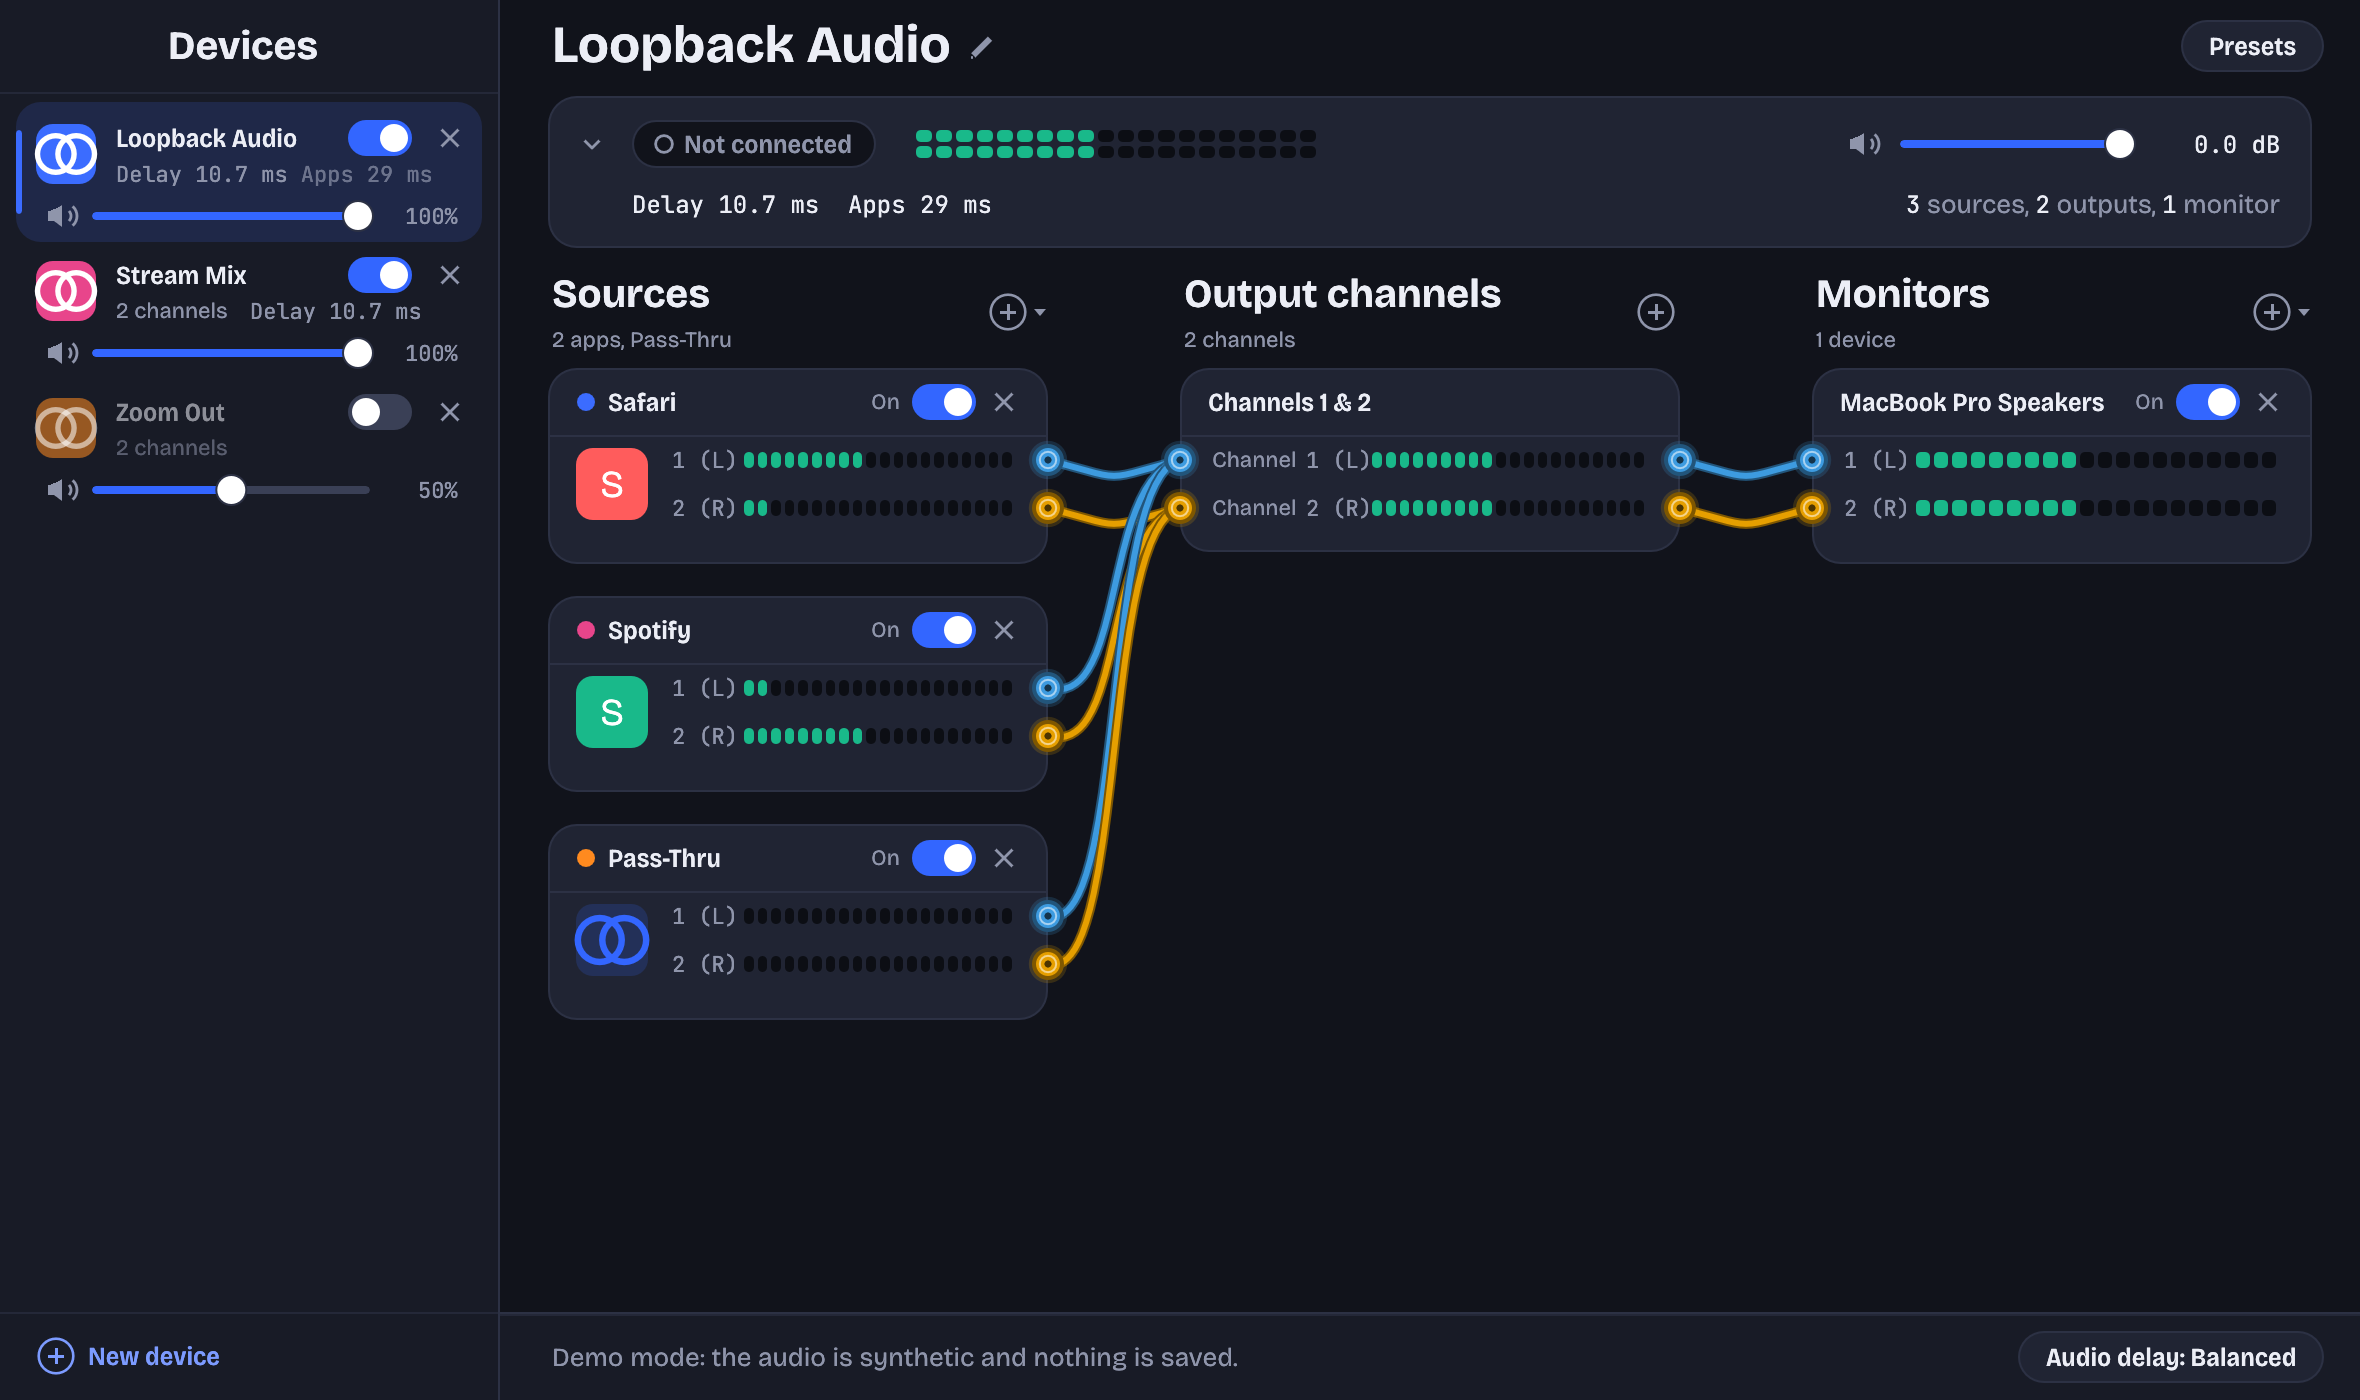 Devices
Loopback Audio
Delay 10.7 ms Apps 29 ms
100%
Stream Mix
2 channels Delay 10.7 ms
100%
Zoom Out
2 channels
50%
New device
Loopback Audio
Presets
Not connected
0.0 dB
Delay 10.7 ms Apps 29 ms
3 sources, 2 outputs, 1 monitor
Sources
2 apps, Pass-Thru
Safari On
S
1 (L)
2 (R)
Spotify On
S
1 (L)
2 (R)
Pass-Thru On
1 (L)
2 (R)
Output channels
2 channels
Channels 1 & 2
Channel 1 (L)
Channel 2 (R)
Monitors
1 device
MacBook Pro Speakers On
1 (L)
2 (R)
Demo mode: the audio is synthetic and nothing is saved.
Audio delay: Balanced